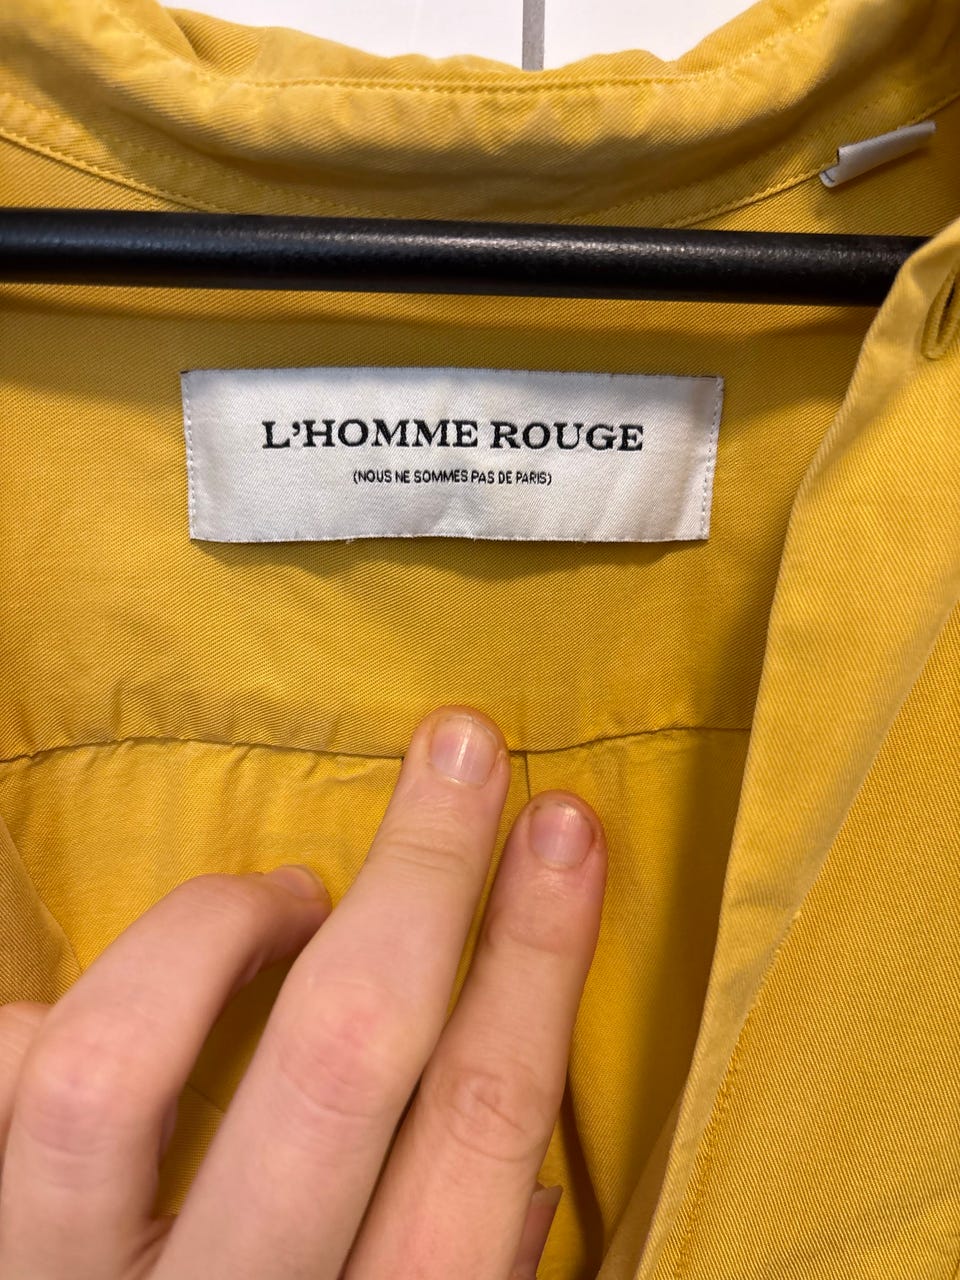 L'HOMME ROUGE
(NOUS NE SOMMES PAS DE PARIS)